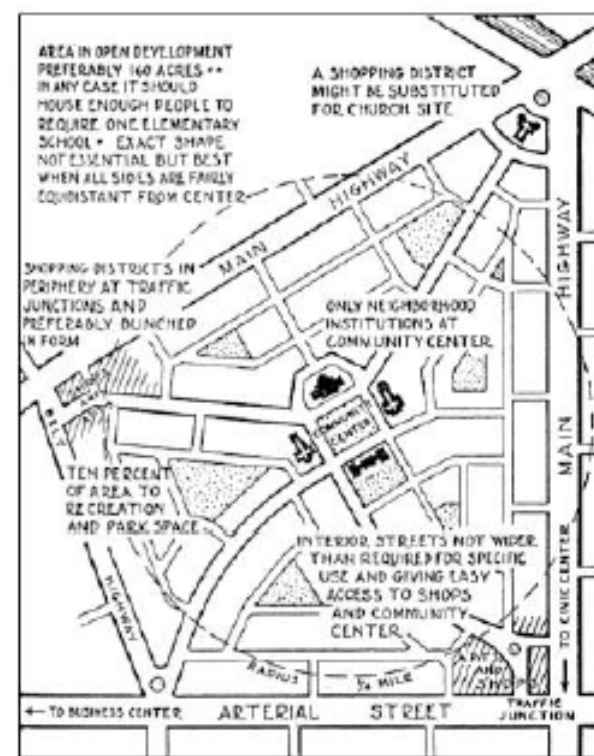 AREA IN OPEN DEVELOPMENT
PREFERABLY 160 ACRES • •
IN ANY CASE IT SHOULD
HOUSE ENOUGH PEOPLE TO
REQUIRE ONE ELEMENTARY
SCHOOL • EXACT SHAPE
NOT ESSENTIAL BUT BEST
WHEN ALL SIDES ARE FAIRLY
EQUIDISTANT FROM CENTER
A SHOPPING DISTRICT
MIGHT BE SUBSTITUTED
FOR CHURCH SITE
MAIN HIGHWAY
SHOPPING DISTRICTS IN
PERIPHERY AT TRAFFIC
JUNCTIONS AND
PREFERABLY BUNCHED
IN FORM
ONLY NEIGHBORHOOD
INSTITUTIONS AT
COMMUNITY CENTER
COMMUNITY
CENTER
MAIN HIGHWAY
TEN PERCENT
OF AREA TO
RECREATION
AND PARK SPACE
INTERIOR STREETS NOT WIDER
THAN REQUIRED FOR SPECIFIC
USE AND GIVING EASY
ACCESS TO SHOPS
AND COMMUNITY
CENTER
HIGHWAY
TO CIVIC CENTER
RADIUS 1/4 MILE
AND
SHOPS
TRAFFIC
JUNCTION
← TO BUSINESS CENTER ARTERIAL STREET